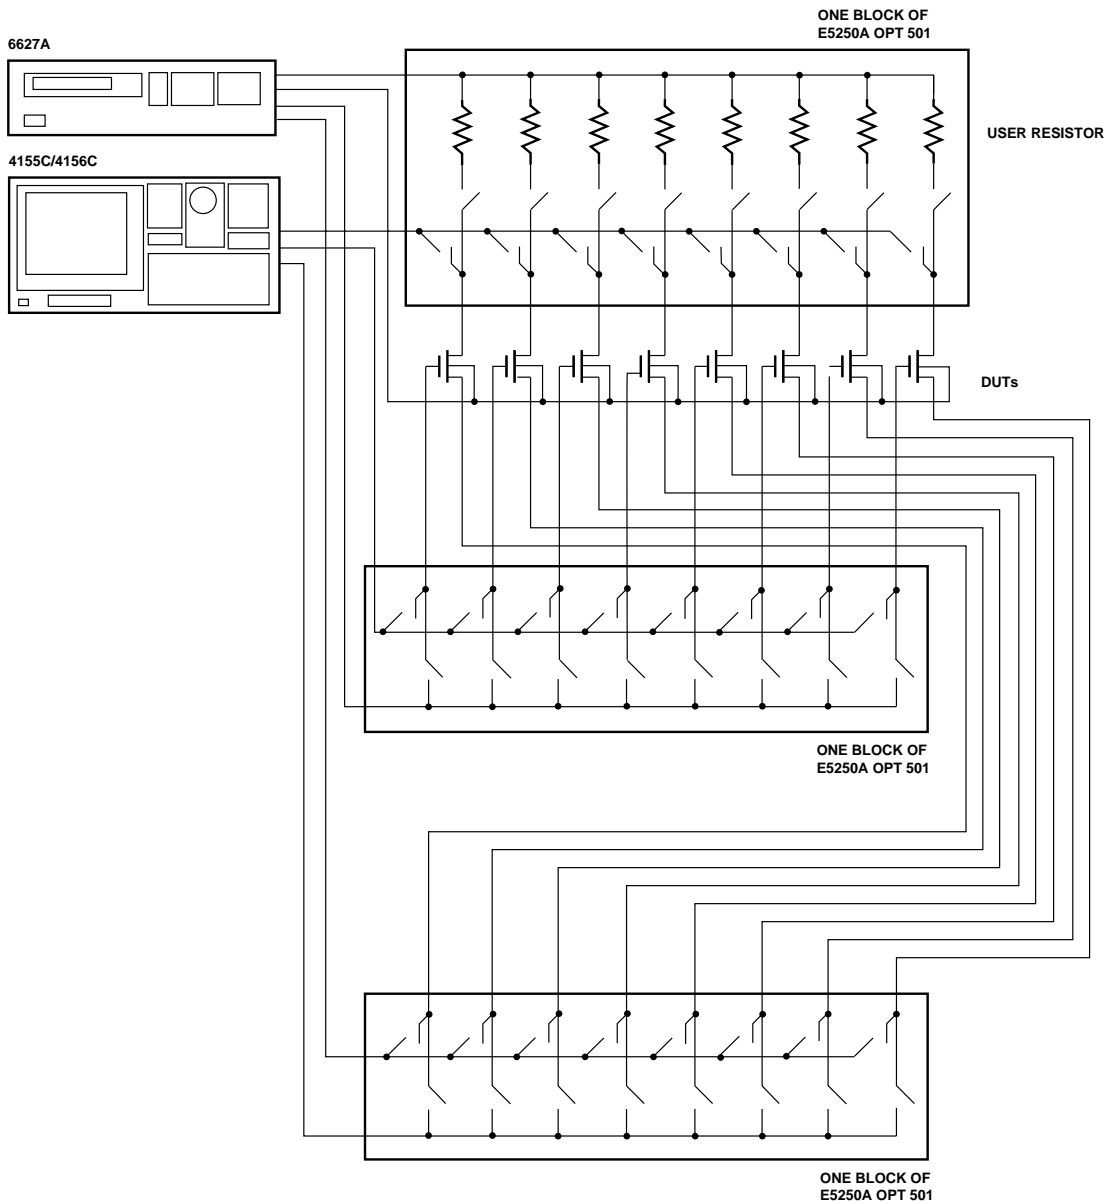 ONE BLOCK OF
E5250A OPT 501
6627A
USER RESISTOR
4155C/4156C
DUTs
ONE BLOCK OF
E5250A OPT 501
ONE BLOCK OF
E5250A OPT 501